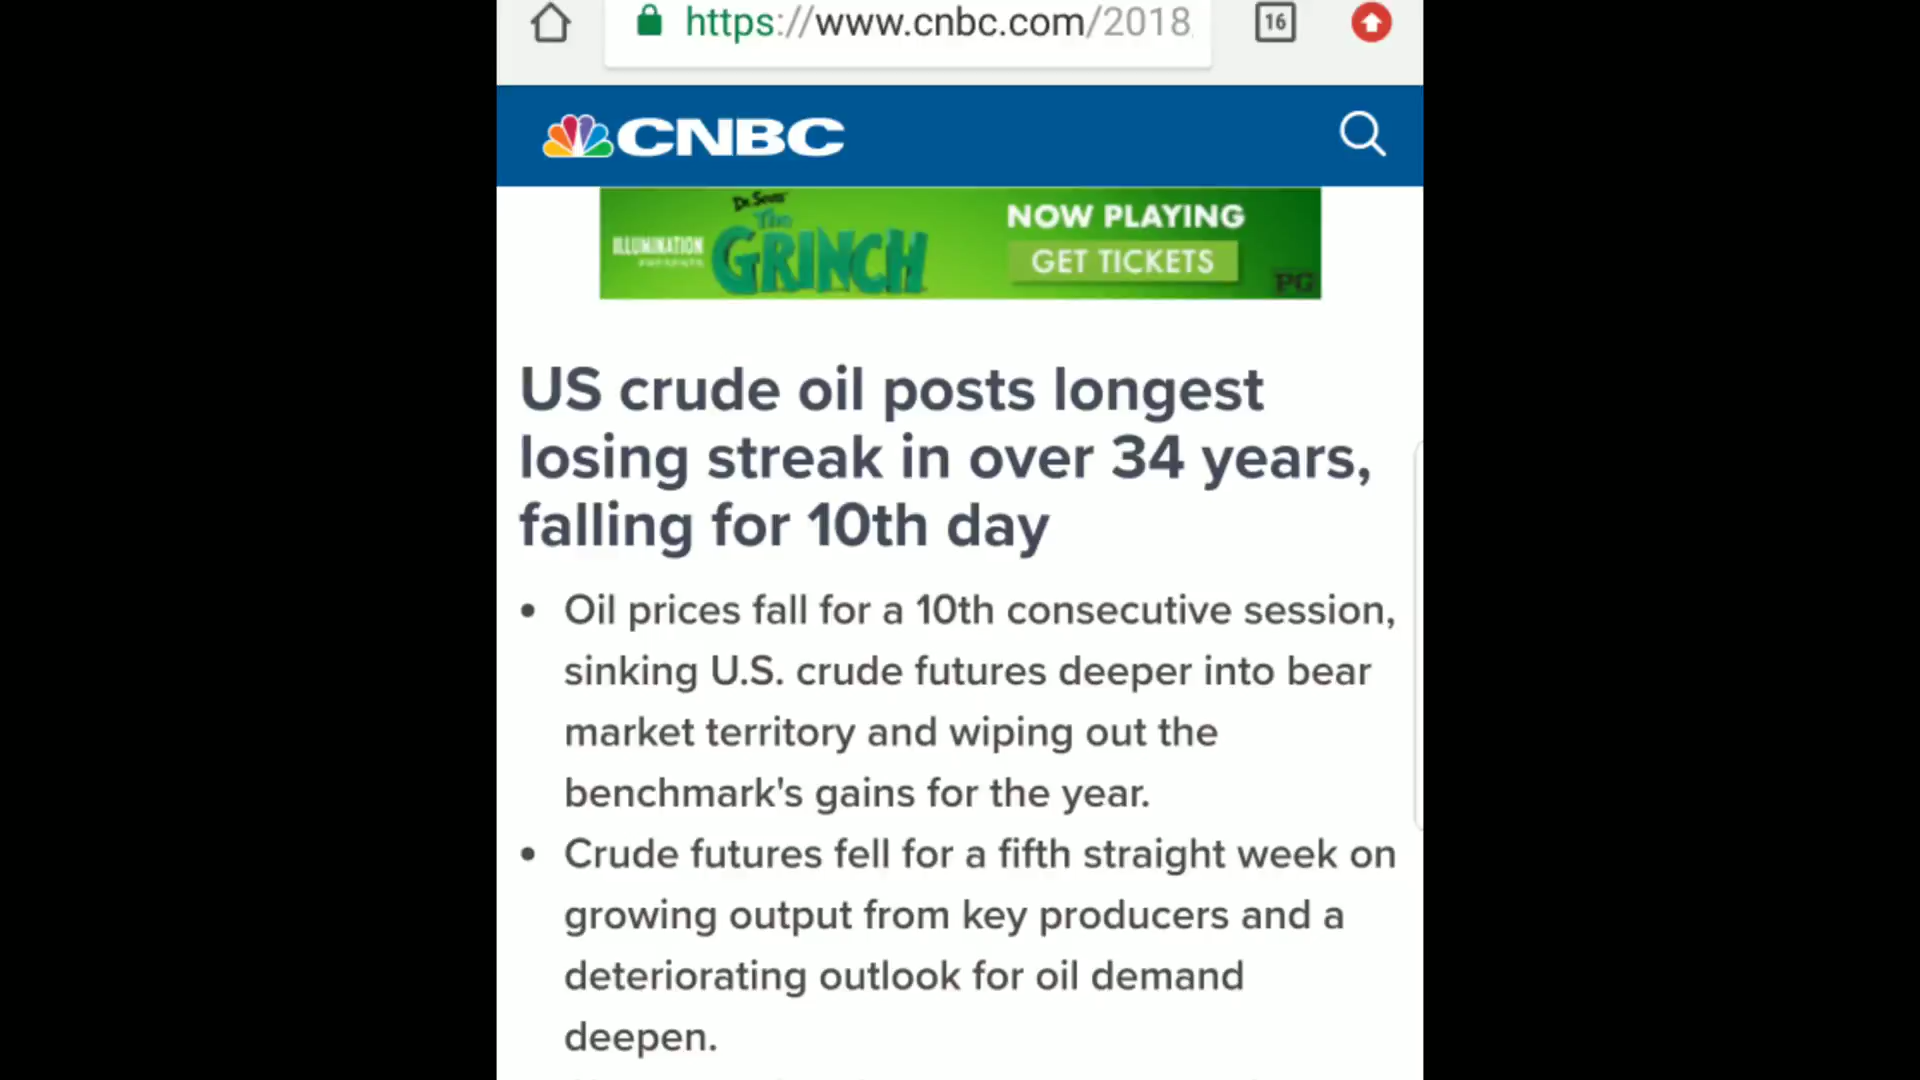 https://www.cnbc.com/2018
16
CNBC
Dr. Seuss'
The
GRINCH
ILLUMINATION
NOW PLAYING
GET TICKETS
PG
US crude oil posts longest
losing streak in over 34 years,
falling for 10th day
• Oil prices fall for a 10th consecutive session,
sinking U.S. crude futures deeper into bear
market territory and wiping out the
benchmark's gains for the year.
• Crude futures fell for a fifth straight week on
growing output from key producers and a
deteriorating outlook for oil demand
deepen.